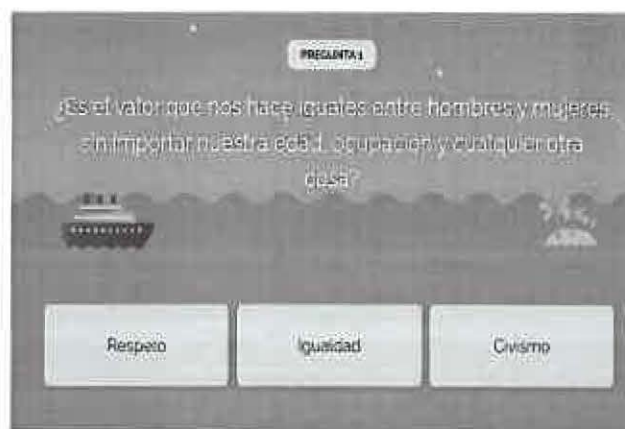 PREGUNTA 1
¿Es el valor que nos hace iguales entre hombres y mujeres
sin importar nuestra edad, ocupación y cualquier otra
cosa?
Respeto
Igualdad
Civismo